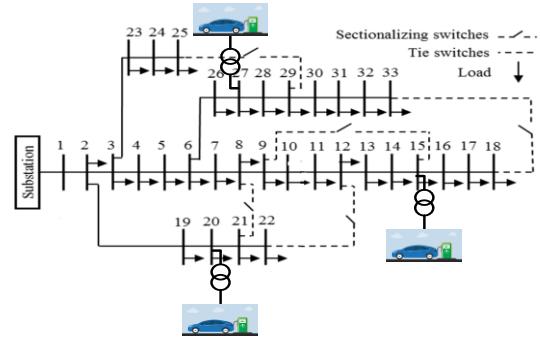 23 24 25
Sectionalizing switches
Tie switches
Load
26 27 28 29 30 31 32 33
Substation
1 2 3 4 5 6 7 8 9 10 11 12 13 14 15 16 17 18
19 20 21 22